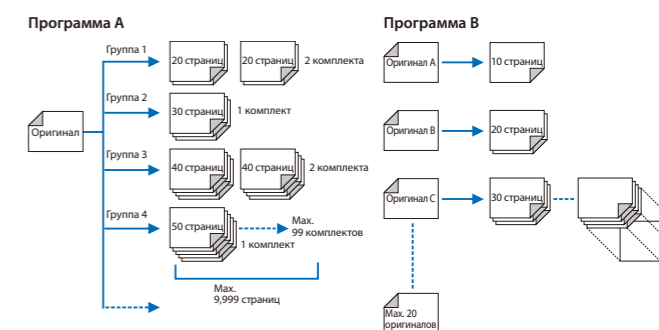 Программа A
Группа 1
20 страниц
20 страниц
2 комплекта
Группа 2
30 страниц
1 комплект
Оригинал
Группа 3
40 страниц
40 страниц
2 комплекта
Группа 4
50 страниц
1 комплект
Max.
99 комплектов
Max.
9,999 страниц
Программа B
Оригинал A
10 страниц
Оригинал B
20 страниц
Оригинал C
30 страниц
Max. 20
оригиналов